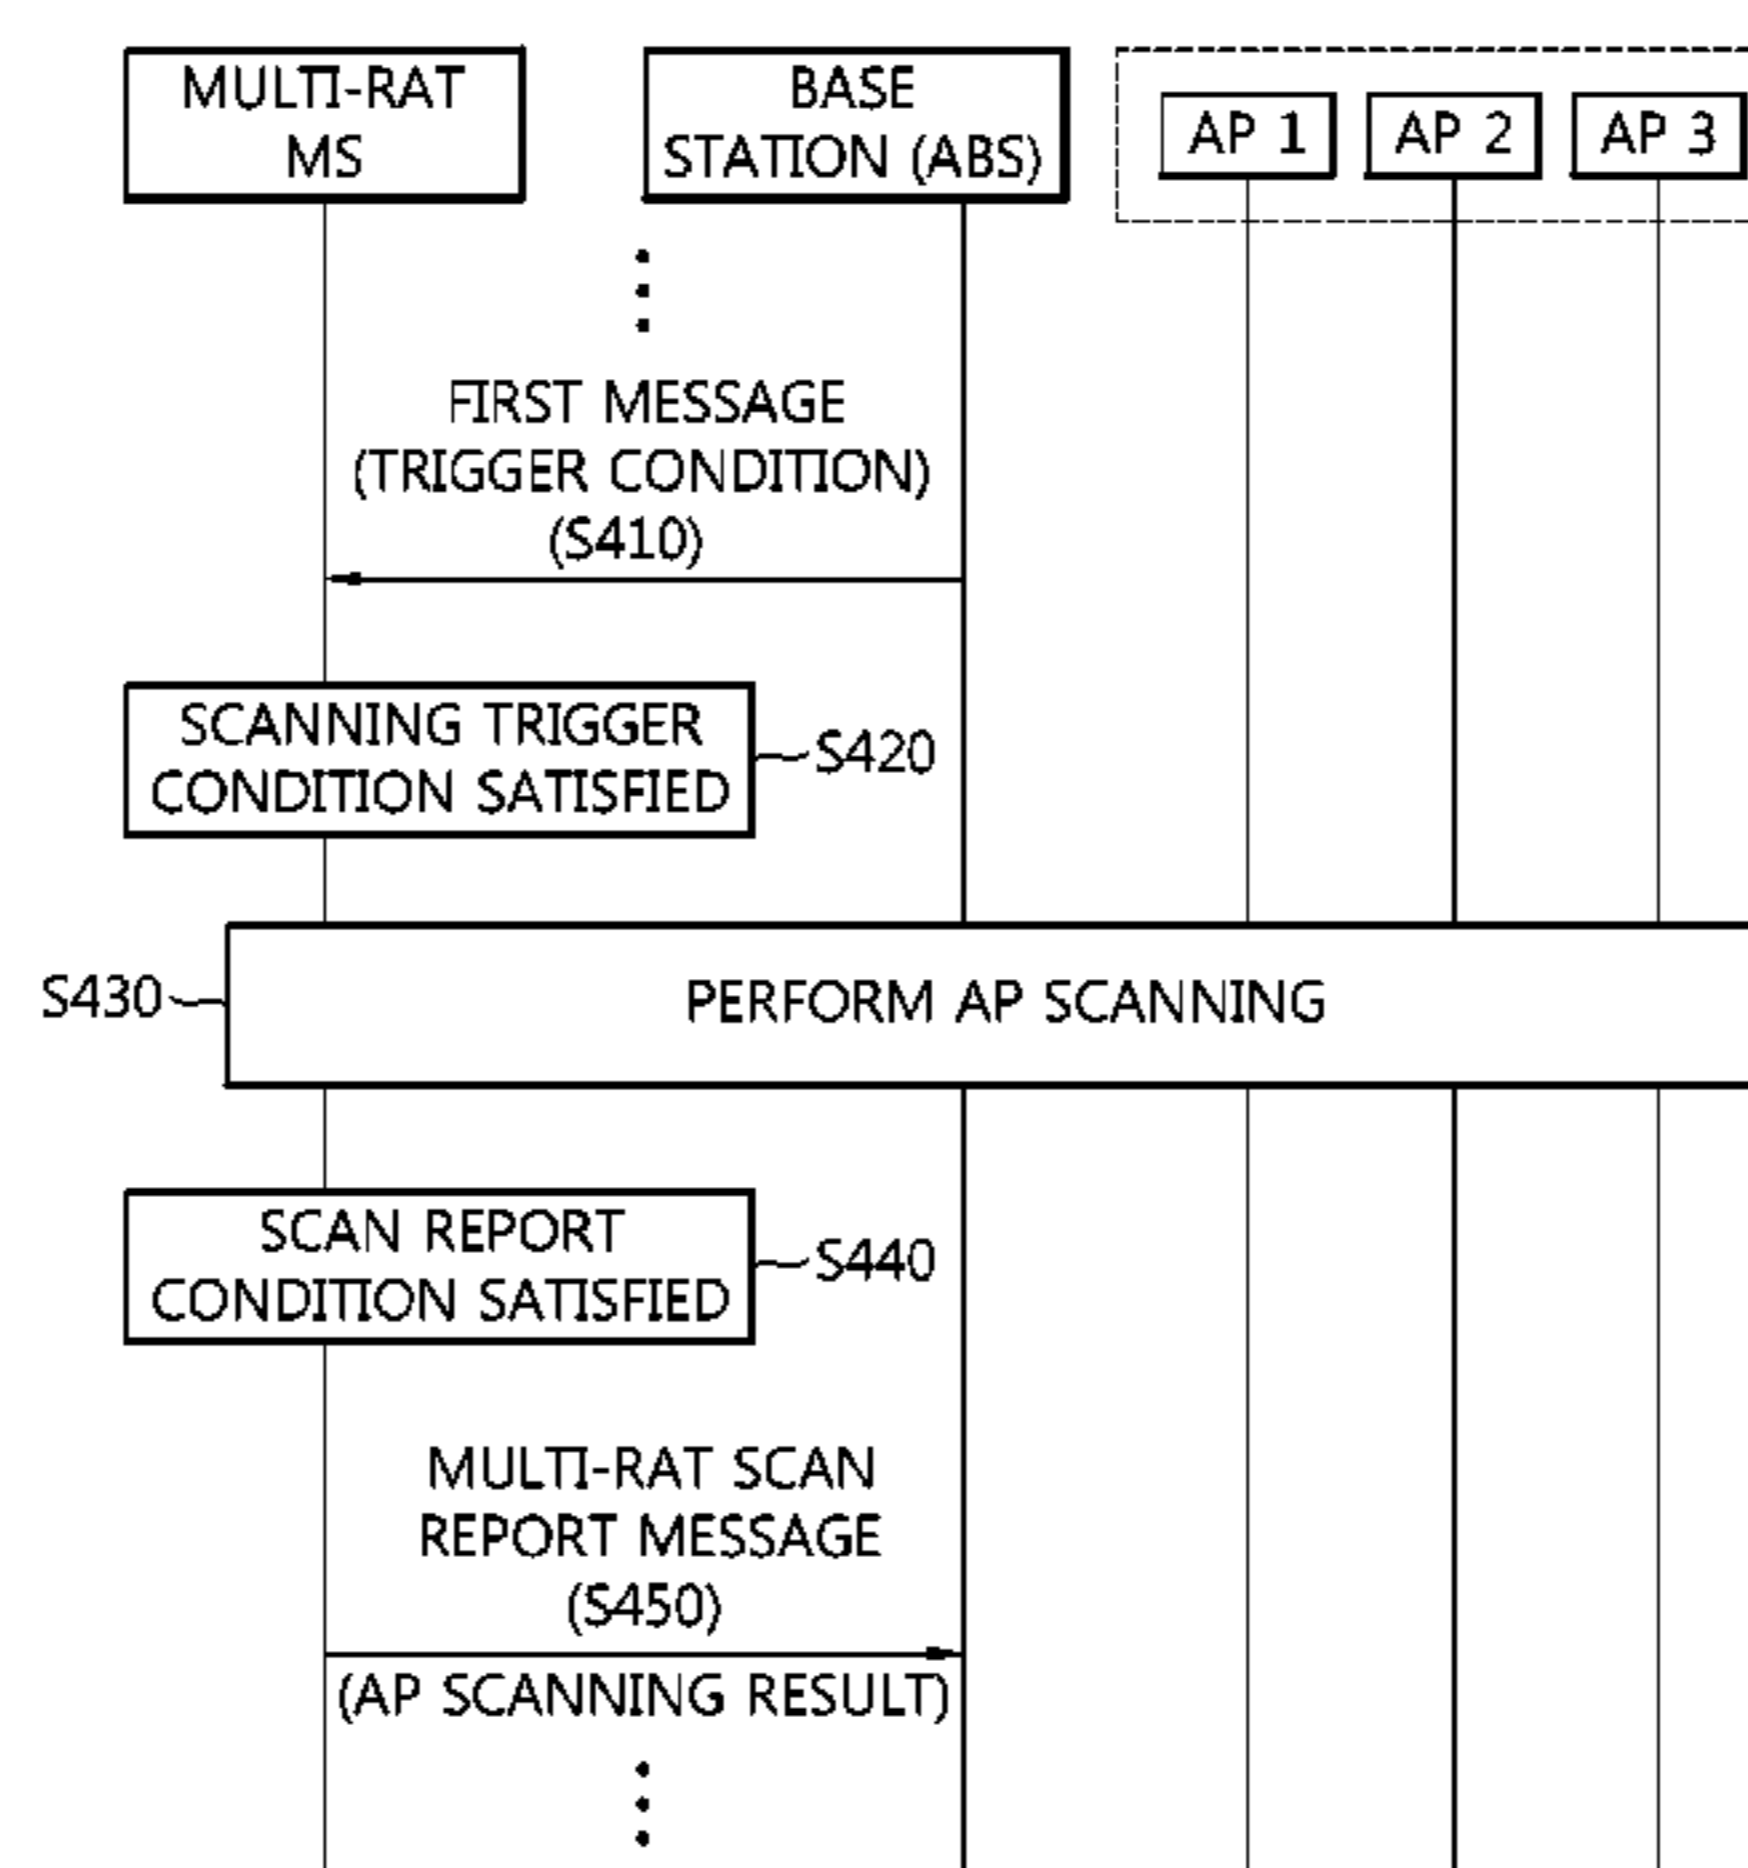 MULTI-RAT
MS
BASE
STATION (ABS)
AP 1
AP 2
AP 3
FIRST MESSAGE
(TRIGGER CONDITION)
(S410)
SCANNING TRIGGER
CONDITION SATISFIED
S420
S430
PERFORM AP SCANNING
SCAN REPORT
CONDITION SATISFIED
S440
MULTI-RAT SCAN
REPORT MESSAGE
(S450)
(AP SCANNING RESULT)